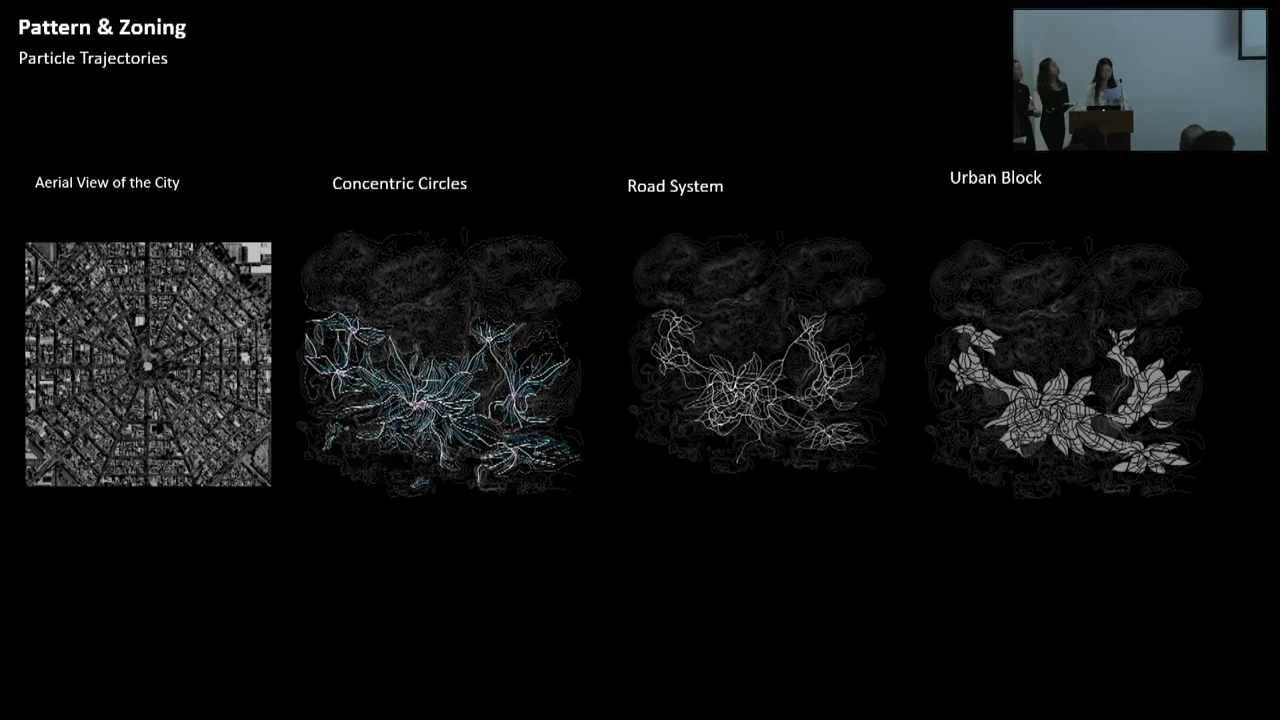 Pattern & Zoning
Particle Trajectories
Aerial View of the City
Concentric Circles
Road System
Urban Block